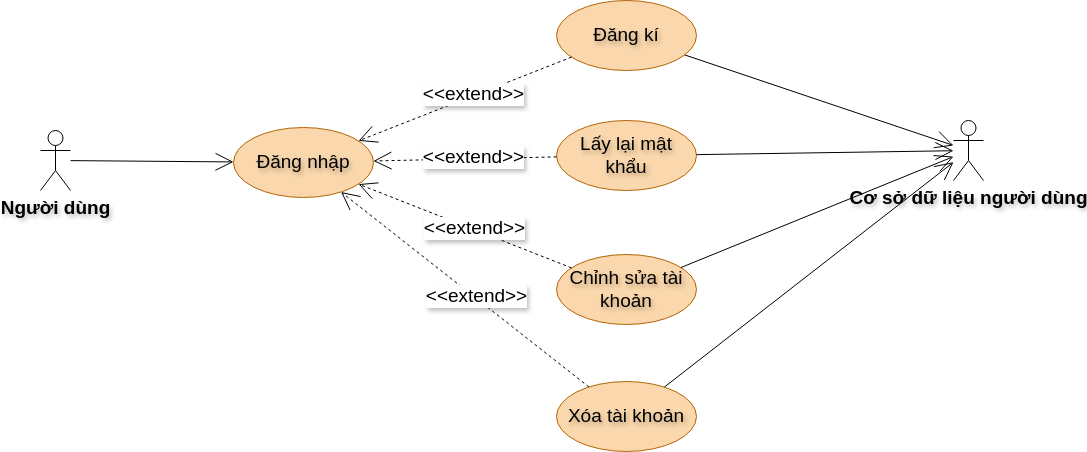 Đăng kí
<<extend>>
Lấy lại mật
khẩu
<<extend>>
Đăng nhập
Người dùng
Cơ sở dữ liệu người dùng
<<extend>>
Chỉnh sửa tài
khoản
<<extend>>
Xóa tài khoản